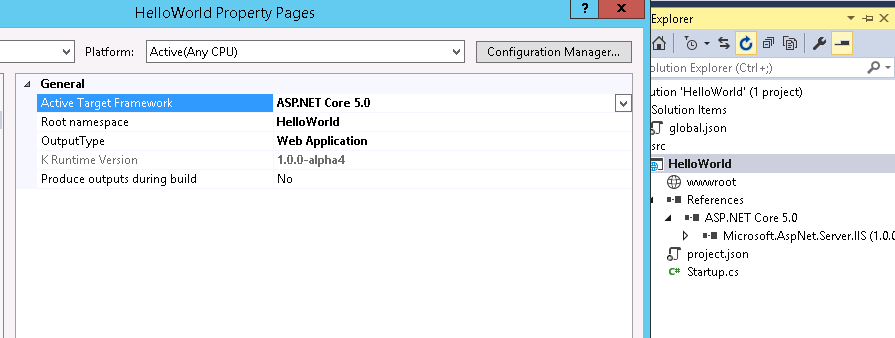 HelloWorld Property Pages
?
x
Platform: Active(Any CPU)
Configuration Manager...
General
Active Target Framework ASP.NET Core 5.0
Root namespace HelloWorld
OutputType Web Application
K Runtime Version 1.0.0-alpha4
Produce outputs during build No
Explorer
olution Explorer (Ctrl+;)
ution 'HelloWorld' (1 project)
Solution Items
global.json
src
HelloWorld
wwwroot
References
ASP.NET Core 5.0
Microsoft.AspNet.Server.IIS (1.0.0
project.json
C# Startup.cs